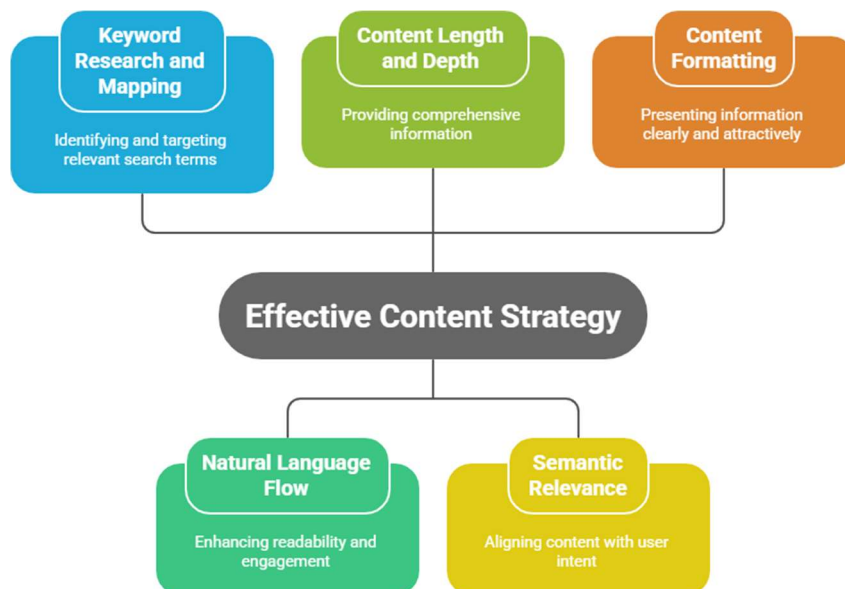 Keyword
Research and
Mapping
Identifying and targeting
relevant search terms
Content Length
and Depth
Providing comprehensive
information
Content
Formatting
Presenting information
clearly and attractively
Effective Content Strategy
Natural Language
Flow
Enhancing readability and
engagement
Semantic
Relevance
Aligning content with user
intent